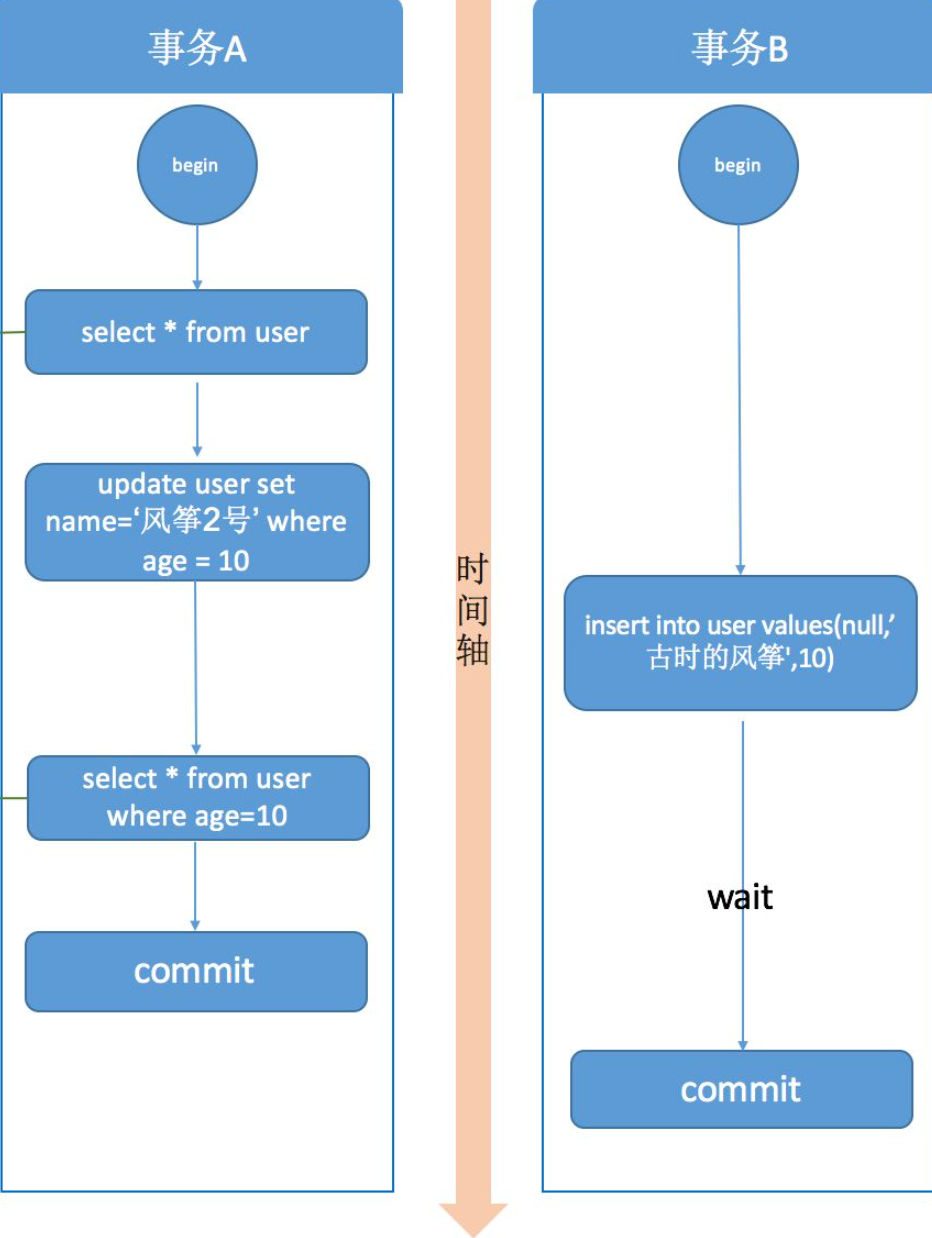 事务A
begin
select * from user
update user set
name=‘风筝2号’ where
age = 10
select * from user
where age=10
commit
时
间
轴
事务B
begin
insert into user values(null,’
古时的风筝',10)
wait
commit